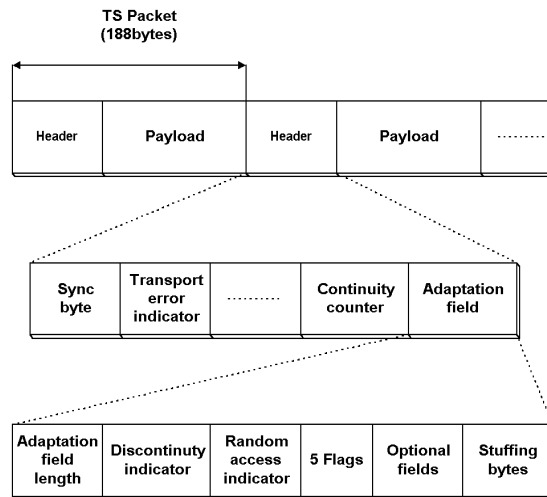 TS Packet
(188bytes)
Header
Payload
Header
Payload
............
Sync
byte
Transport
error
indicator
............
Continuity
counter
Adaptation
field
Adaptation
field
length
Discontinuty
indicator
Random
access
indicator
5 Flags
Optional
fields
Stuffing
bytes